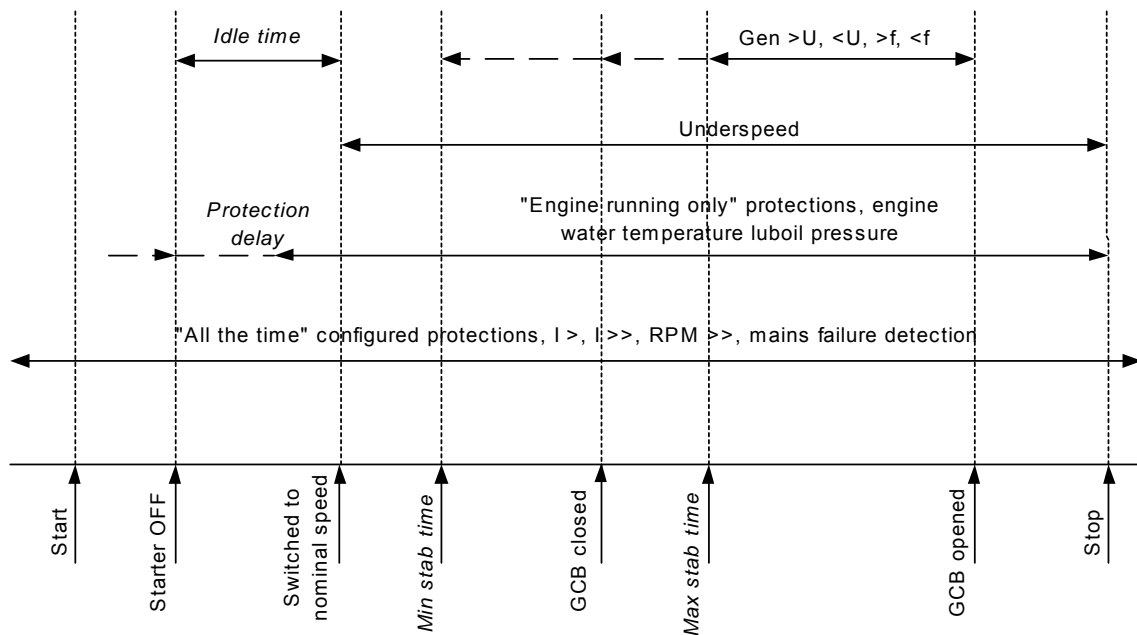 Idle time
Gen >U, <U, >f, <f
Underspeed
Protection
delay
"Engine running only" protections, engine
water temperature luboil pressure
"All the time" configured protections, I >, I >>, RPM >>, mains failure detection
Start
Starter OFF
Switched to
nominal speed
Min stab time
GCB closed
Max stab time
GCB opened
Stop